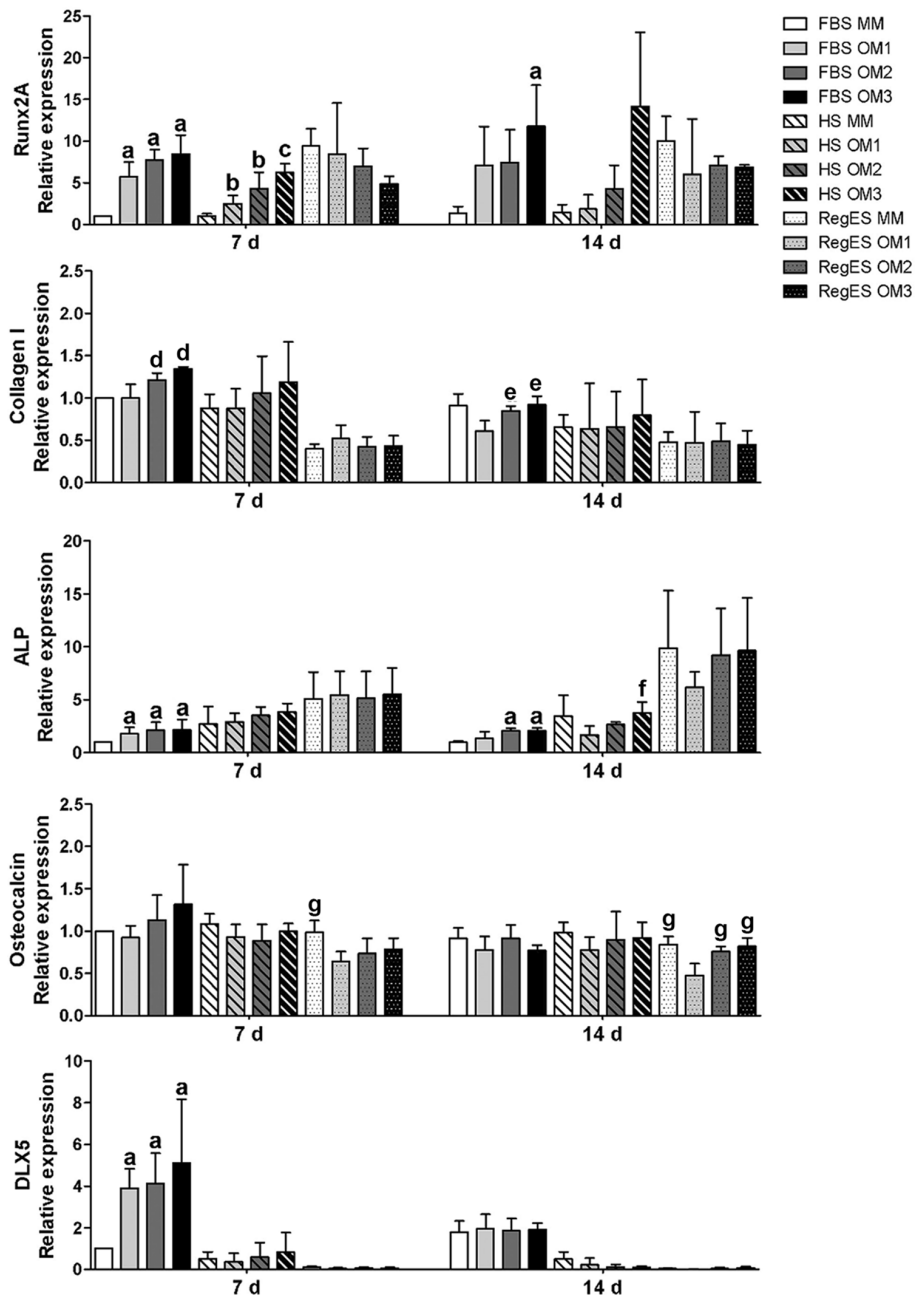 Runx2A
Relative expression
25
20
15
10
5
0
a a a
b b c
a
7 d
14 d
FBS MM
FBS OM1
FBS OM2
FBS OM3
HS MM
HS OM1
HS OM2
HS OM3
RegES MM
RegES OM1
RegES OM2
RegES OM3
Collagen I
Relative expression
2.5
2.0
1.5
1.0
0.5
0.0
d d
e e
7 d
14 d
ALP
Relative expression
20
15
10
5
0
a a a
a a
f
7 d
14 d
Osteocalcin
Relative expression
2.5
2.0
1.5
1.0
0.5
0.0
g
g g g
7 d
14 d
DLX5
Relative expression
10
8
6
4
2
0
a a a
7 d
14 d